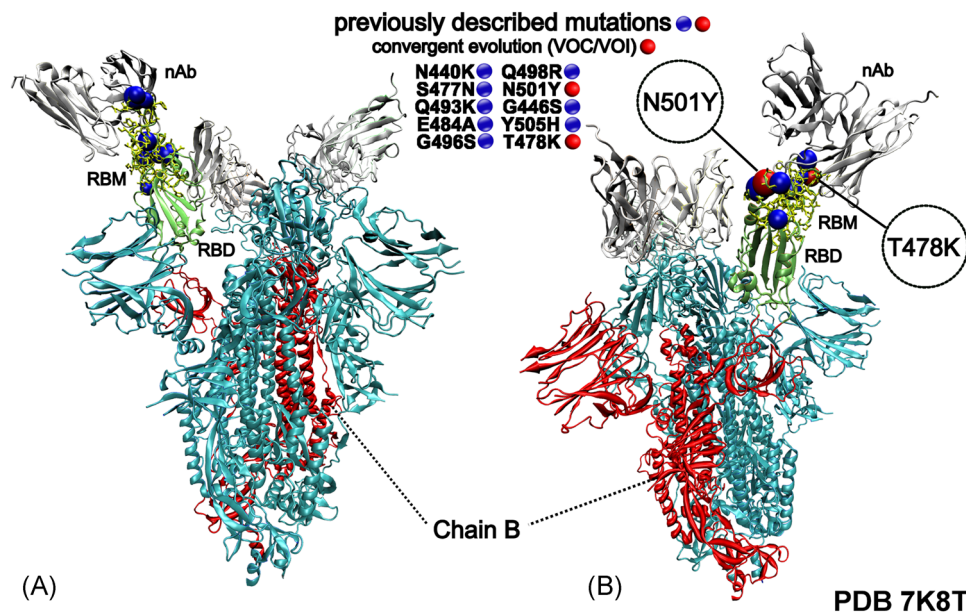 previously described mutations
convergent evolution (VOC/VOI)
N440K Q498R
S477N N501Y
Q493K G446S
E484A Y505H
G496S T478K
nAb
RBM
RBD
nAb
N501Y
RBM
RBD
T478K
Chain B
(A)
(B)
PDB 7K8T